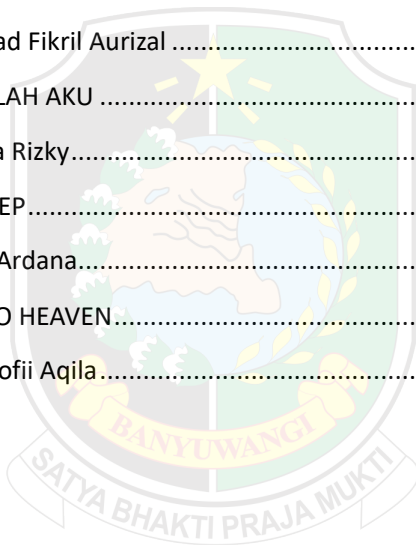 ad Fikril Aurizal ......................................
LAH AKU ..................................................
a Rizky......................................................
EP..............................................................
Ardana.....................................................
O HEAVEN................................................
ofii Aqila..................................................
BANYUWANGI
SATYA BHAKTI PRAJA MUKTI